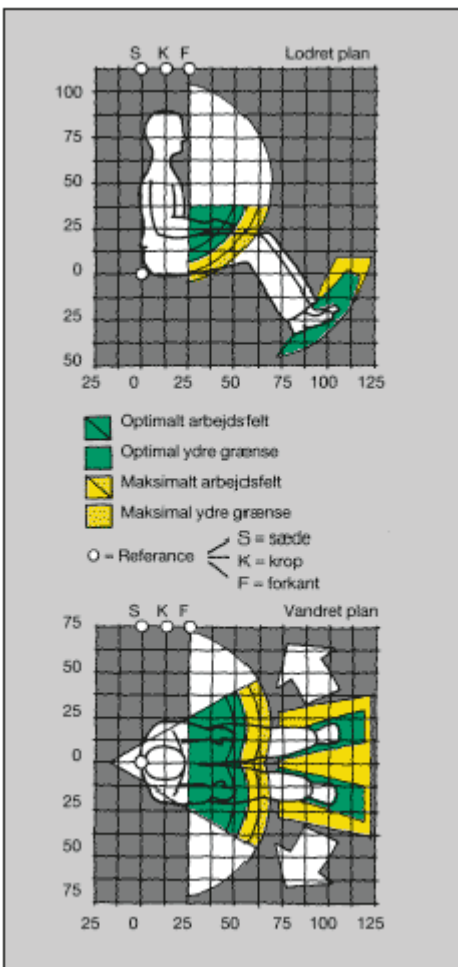 S K F Lodret plan
100
75
50
25
0
25
50
25 0 25 50 75 100 125
Optimalt arbejdsfelt
Optimal ydre grænse
Maksimalt arbejdsfelt
Maksimal ydre grænse
= Referance
S = sæde
K = krop
F = forkant
S K F Vandret plan
75
50
25
0
25
50
75
25 0 25 50 75 100 125